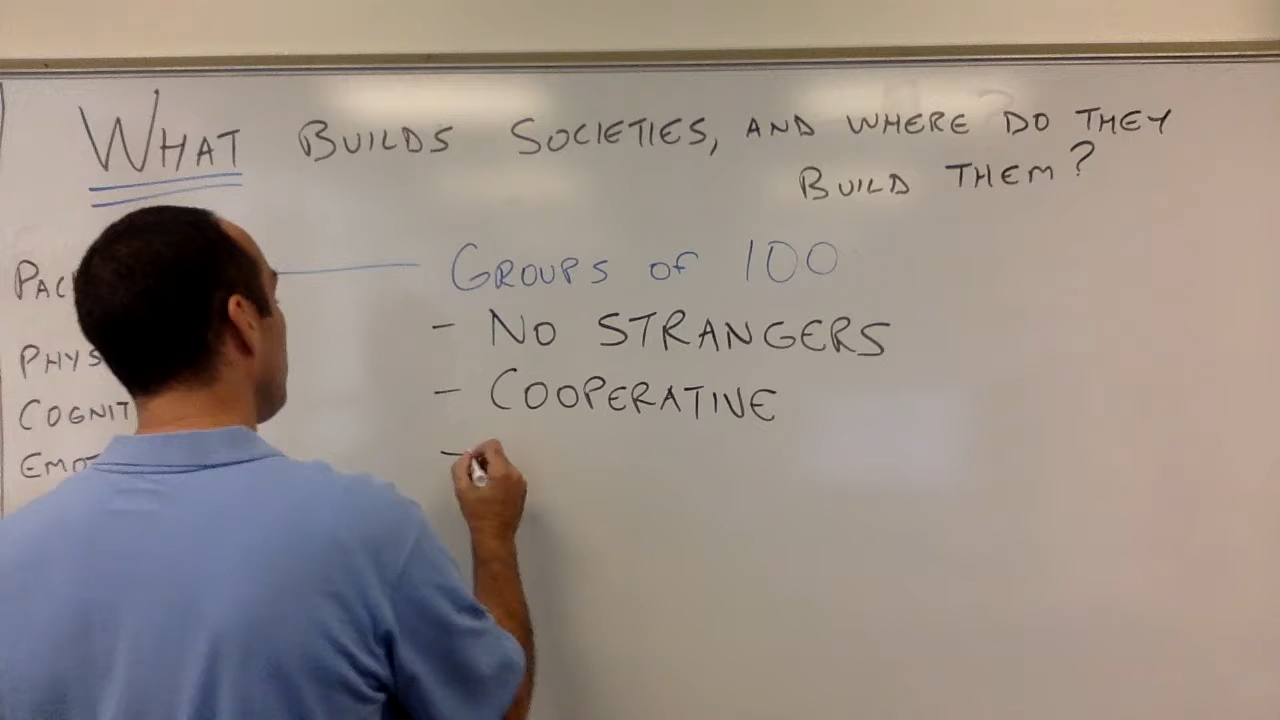 WHAT BUILDS SOCIETIES, AND WHERE DO THEY
BUILD THEM?
GROUPS OF 100
- NO STRANGERS
- COOPERATIVE
-